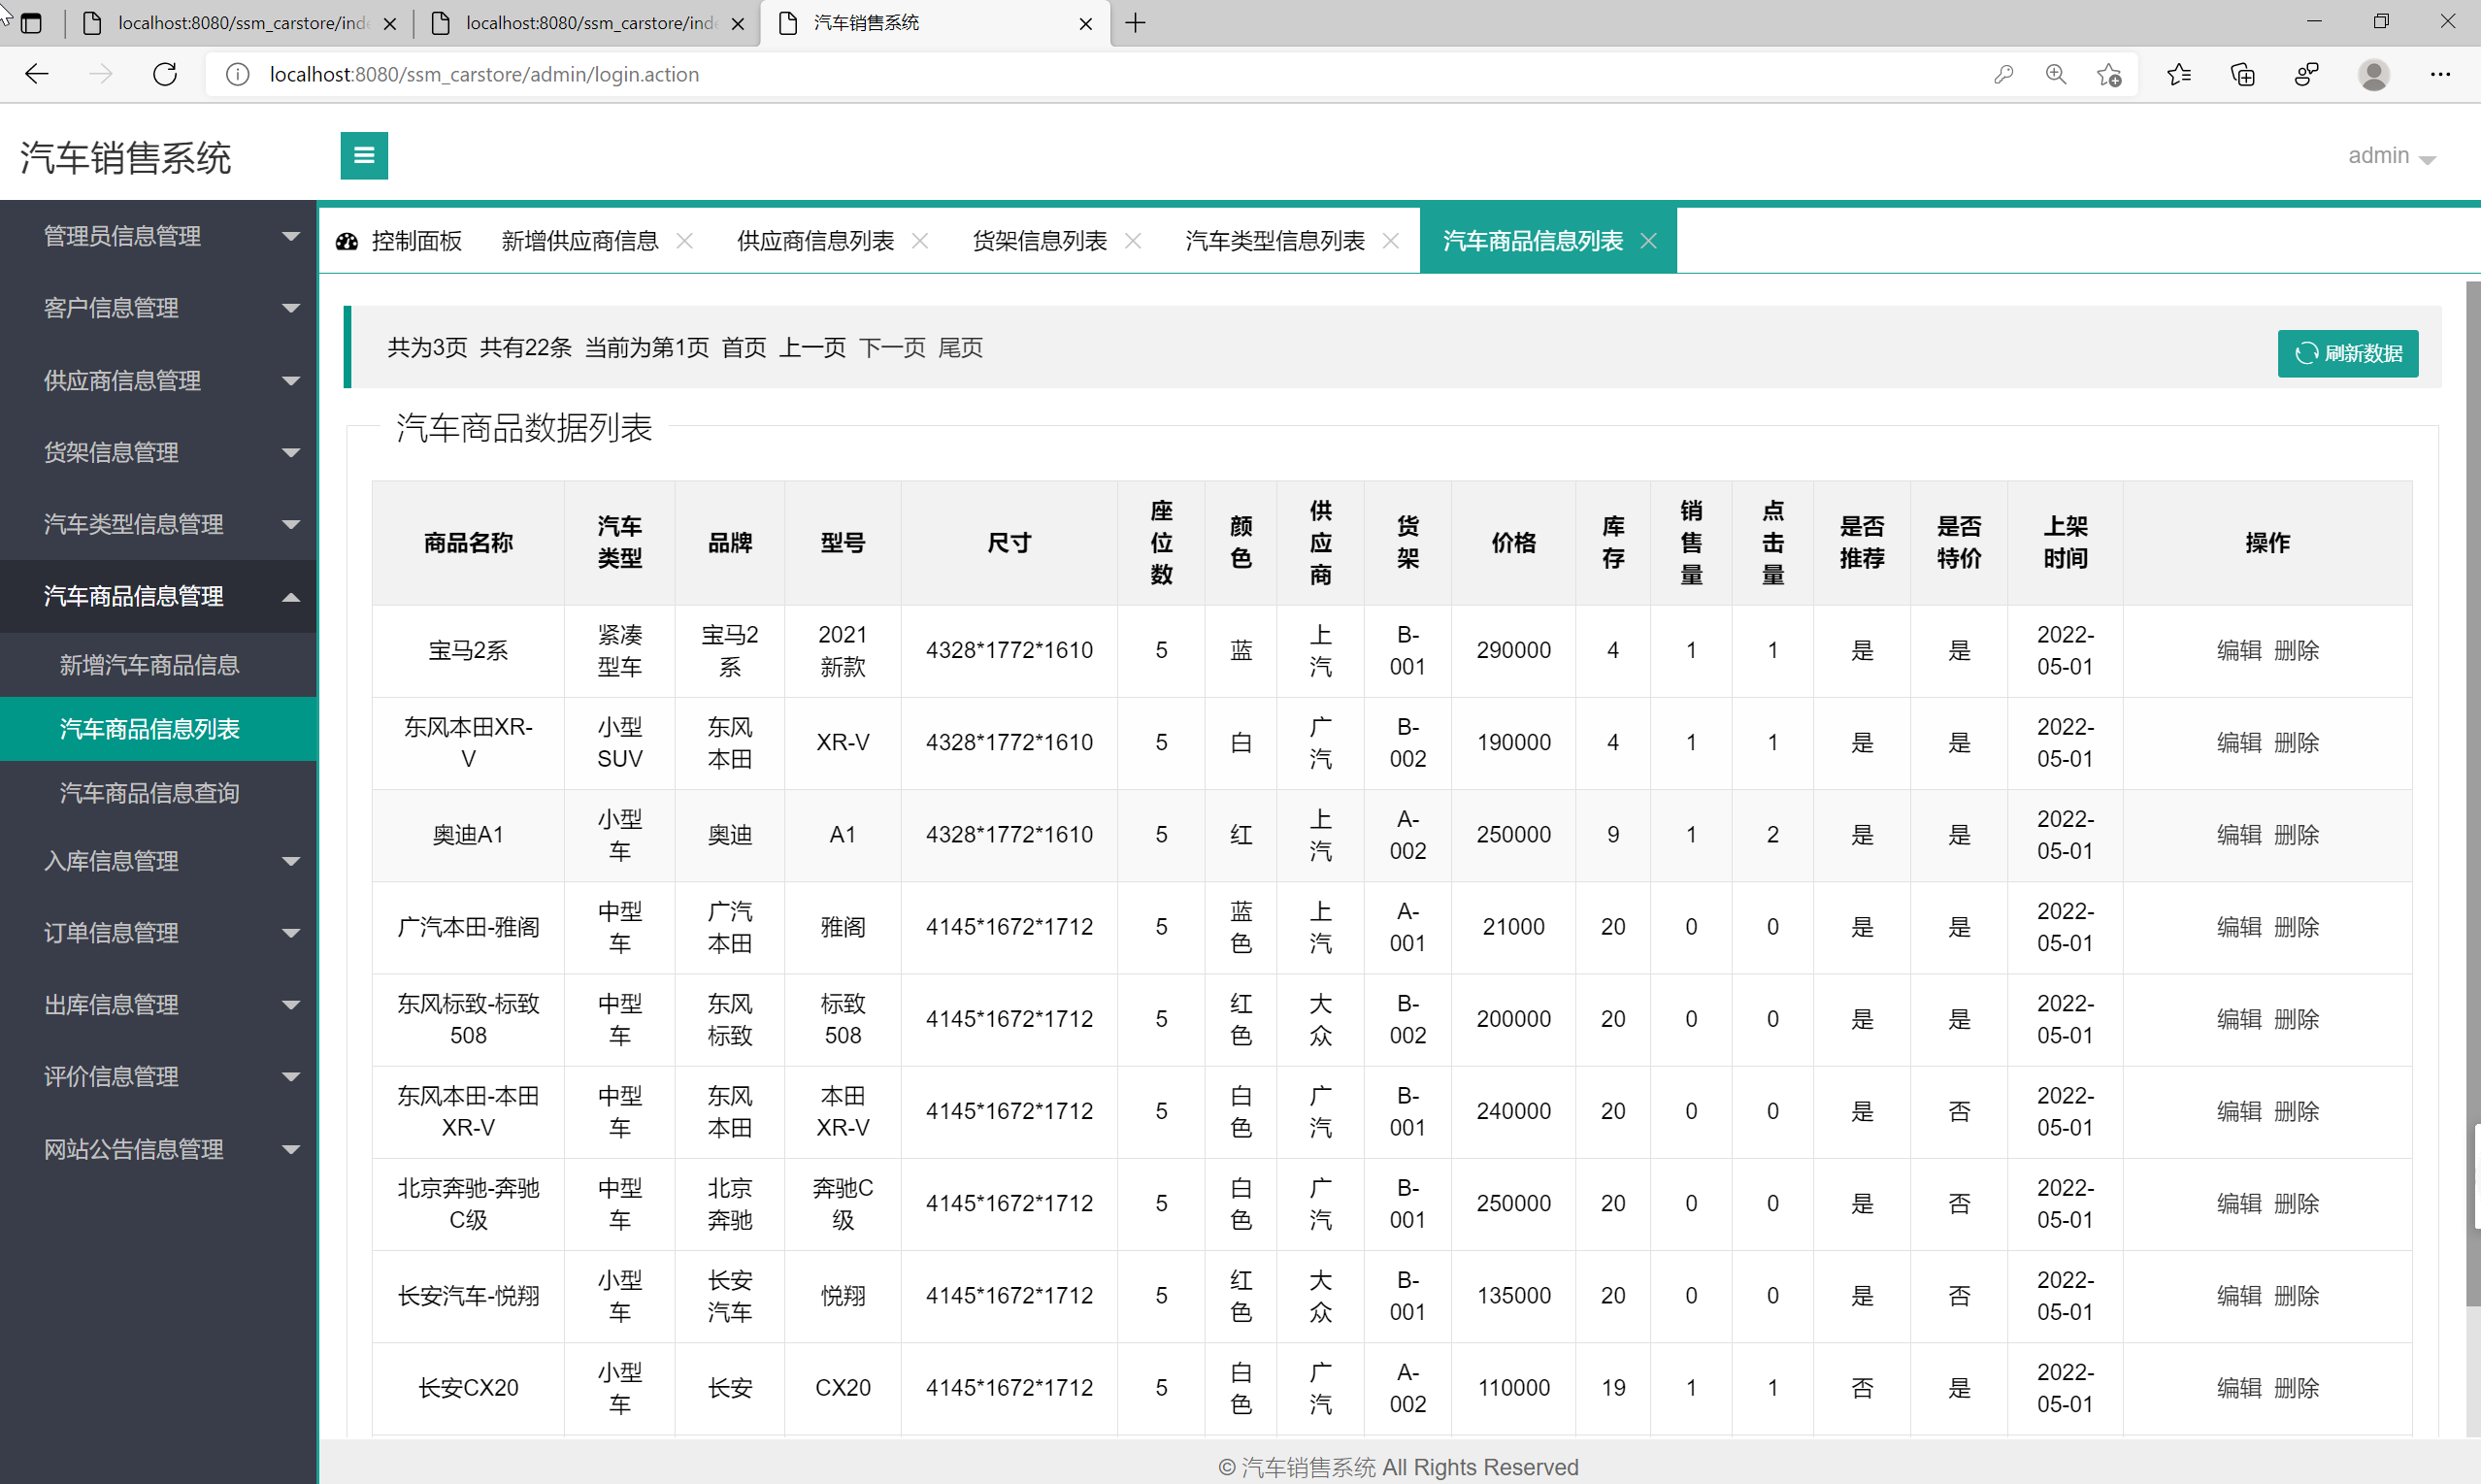 localhost:8080/ssm_carstore/inde
localhost:8080/ssm_carstore/inde
汽车销售系统
localhost:8080/ssm_carstore/admin/login.action
汽车销售系统
admin
管理员信息管理
客户信息管理
供应商信息管理
货架信息管理
汽车类型信息管理
汽车商品信息管理
新增汽车商品信息
汽车商品信息列表
汽车商品信息查询
入库信息管理
订单信息管理
出库信息管理
评价信息管理
网站公告信息管理
控制面板 新增供应商信息 供应商信息列表 货架信息列表 汽车类型信息列表 汽车商品信息列表
共为3页 共有22条 当前为第1页 首页 上一页 下一页 尾页
刷新数据
汽车商品数据列表
商品名称 汽车类型 品牌 型号 尺寸 座位数 颜色 供应商 货架 价格 库存 销售量 点击量 是否推荐 是否特价 上架时间 操作
宝马2系 紧凑型车 宝马2系 2021新款 4328*1772*1610 5 蓝 上汽 B-001 290000 4 1 1 是 是 2022-05-01 编辑 删除
东风本田XR-V 小型SUV 东风本田 XR-V 4328*1772*1610 5 白 广汽 B-002 190000 4 1 1 是 是 2022-05-01 编辑 删除
奥迪A1 小型车 奥迪 A1 4328*1772*1610 5 红 上汽 A-002 250000 9 1 2 是 是 2022-05-01 编辑 删除
广汽本田-雅阁 中型车 广汽本田 雅阁 4145*1672*1712 5 蓝色 上汽 A-001 21000 20 0 0 是 是 2022-05-01 编辑 删除
东风标致-标致508 中型车 东风标致 标致508 4145*1672*1712 5 红色 大众 B-002 200000 20 0 0 是 是 2022-05-01 编辑 删除
东风本田-本田XR-V 中型车 东风本田 本田XR-V 4145*1672*1712 5 白色 广汽 B-001 240000 20 0 0 是 否 2022-05-01 编辑 删除
北京奔驰-奔驰C级 中型车 北京奔驰 奔驰C级 4145*1672*1712 5 白色 广汽 B-001 250000 20 0 0 是 否 2022-05-01 编辑 删除
长安汽车-悦翔 小型车 长安汽车 悦翔 4145*1672*1712 5 红色 大众 B-001 135000 20 0 0 是 否 2022-05-01 编辑 删除
长安CX20 小型车 长安 CX20 4145*1672*1712 5 白色 广汽 A-002 110000 19 1 1 否 是 2022-05-01 编辑 删除
© 汽车销售系统 All Rights Reserved